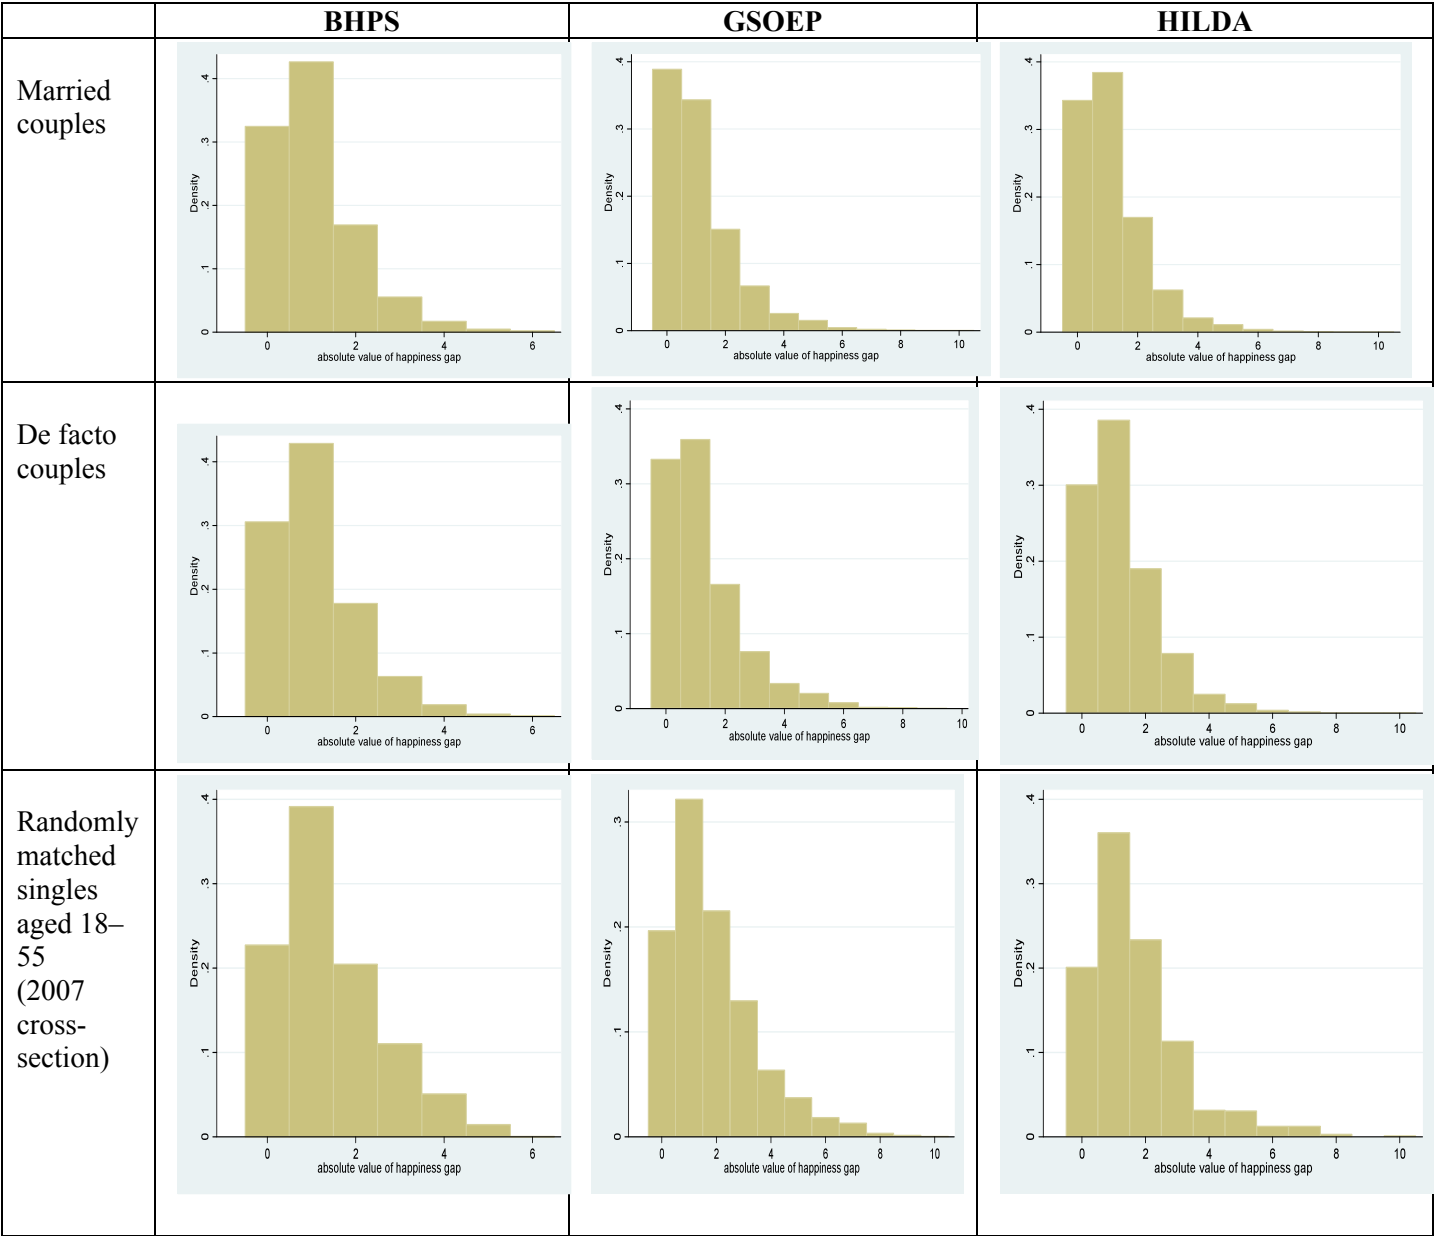 BHPS
GSOEP
HILDA
Married
couples
.4
.3
.2
.1
0
Density
0 2 4 6
absolute value of happiness gap
.4
.3
.2
.1
0
Density
0 2 4 6 8 10
absolute value of happiness gap
.4
.3
.2
.1
0
Density
0 2 4 6 8 10
absolute value of happiness gap
De facto
couples
.4
.3
.2
.1
0
Density
0 2 4 6
absolute value of happiness gap
.4
.3
.2
.1
0
Density
0 2 4 6 8 10
absolute value of happiness gap
.4
.3
.2
.1
0
Density
0 2 4 6 8 10
absolute value of happiness gap
Randomly
matched
singles
aged 18–
55
(2007
cross-
section)
.4
.3
.2
.1
0
Density
0 2 4 6
absolute value of happiness gap
.3
.2
.1
0
Density
0 2 4 6 8 10
absolute value of happiness gap
.4
.3
.2
.1
0
Density
0 2 4 6 8 10
absolute value of happiness gap